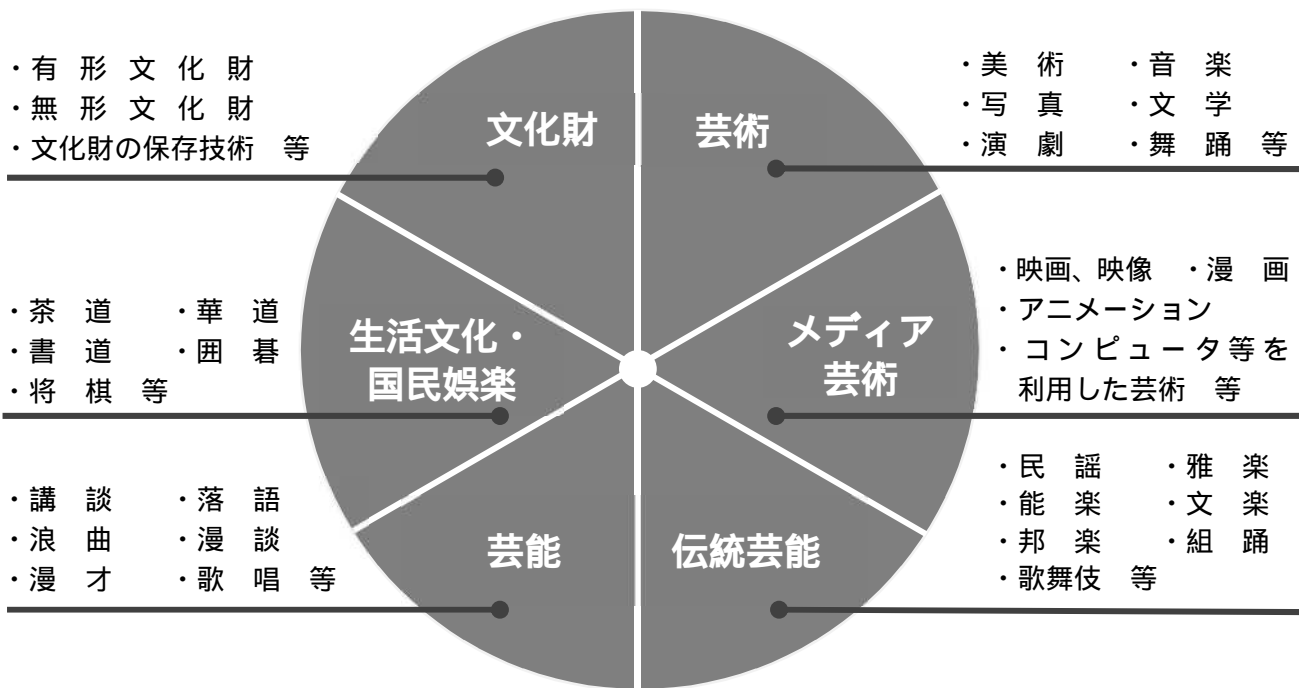 ・有形文化財
・無形文化財
・文化財の保存技術 等
文化財
芸術
・美術 ・音楽
・写真 ・文学
・演劇 ・舞踊 等
・茶道 ・華道
・書道 ・囲碁
・将棋 等
生活文化・
国民娯楽
メディア
芸術
・映画、映像 ・漫画
・アニメーション
・コンピュータ等を
利用した芸術 等
・講談 ・落語
・浪曲 ・漫談
・漫才 ・歌唱 等
芸能
伝統芸能
・民謡 ・雅楽
・能楽 ・文楽
・邦楽 ・組踊
・歌舞伎 等